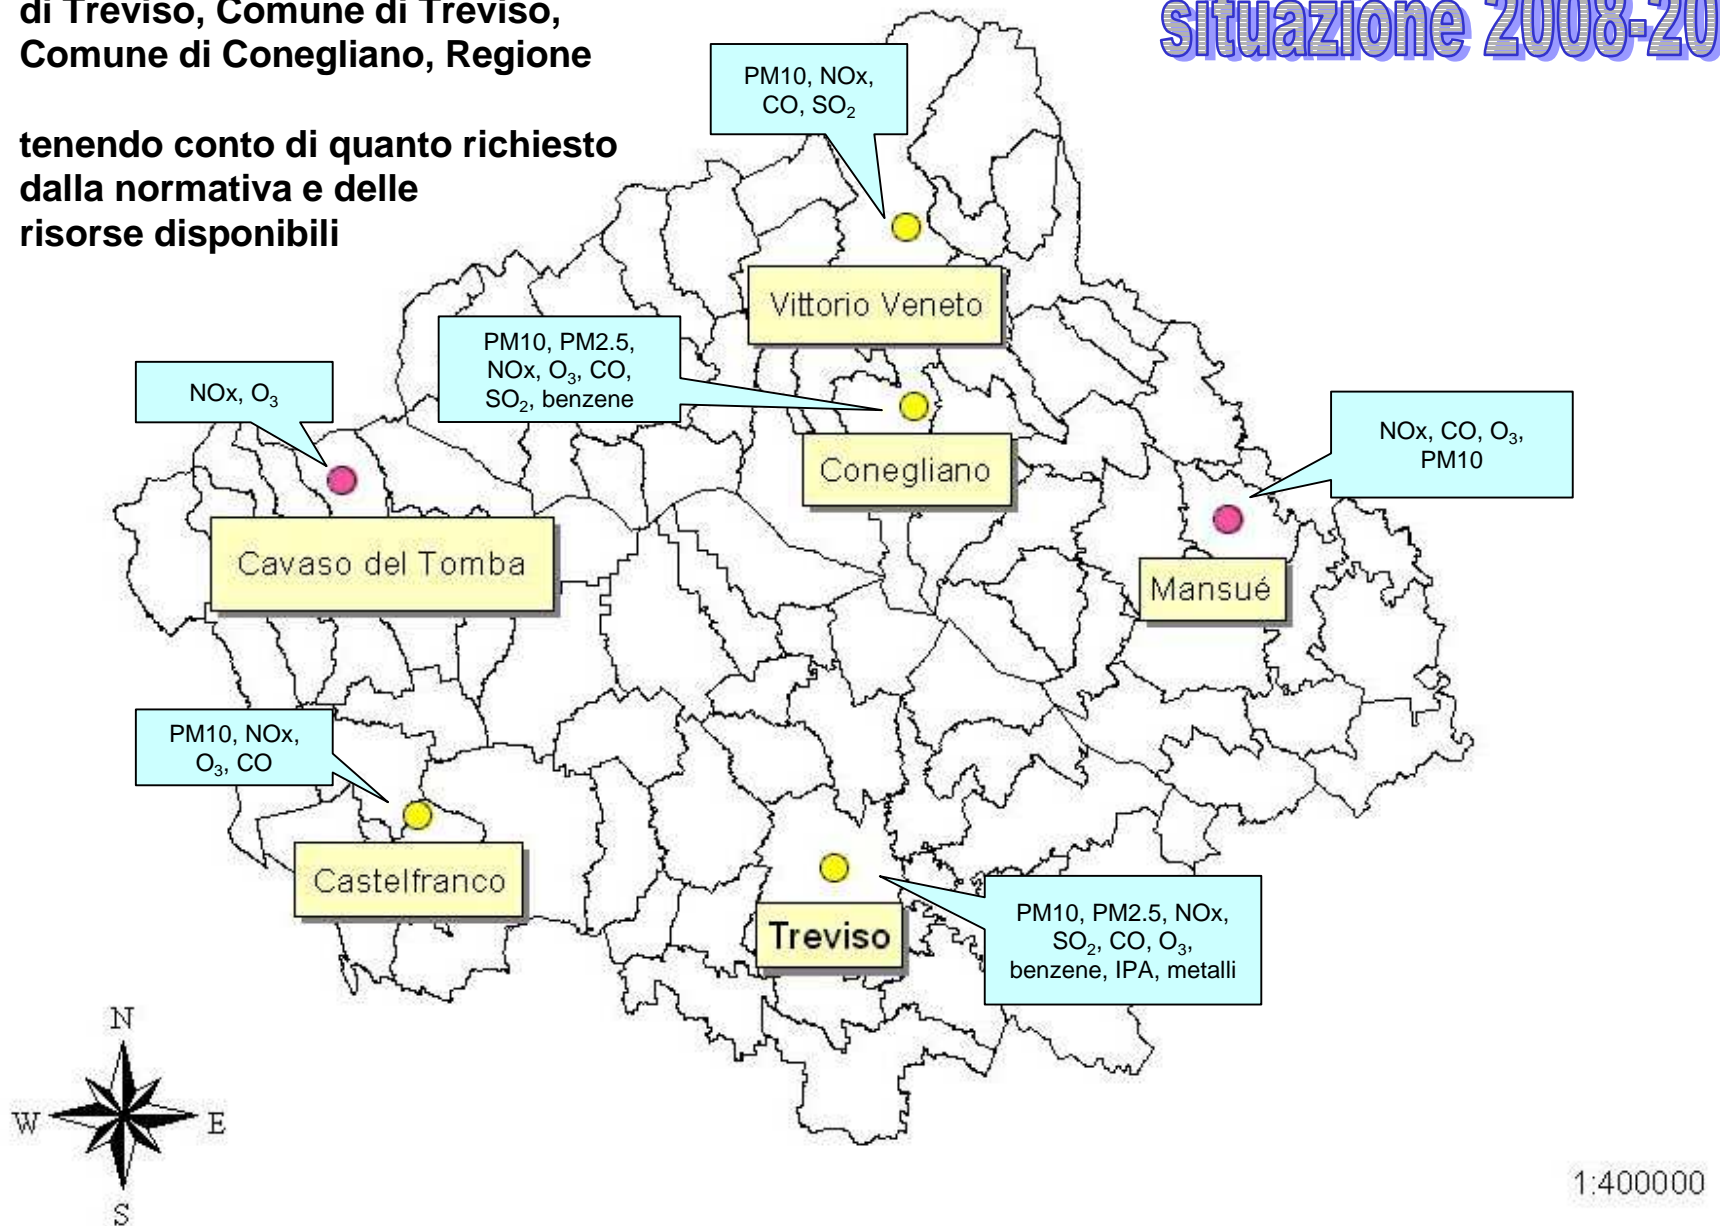 di Treviso, Comune di Treviso,
Comune di Conegliano, Regione
tenendo conto di quanto richiesto
dalla normativa e delle
risorse disponibili
situazione 2008-20
PM10, NOx,
CO, SO₂
Vittorio Veneto
PM10, PM2.5,
NOx, O₃, CO,
SO₂, benzene
Conegliano
NOx, O₃
Cavaso del Tomba
NOx, CO, O₃,
PM10
Mansué
PM10, NOx,
O₃, CO
Castelfranco
Treviso
PM10, PM2.5, NOx,
SO₂, CO, O₃,
benzene, IPA, metalli
N
W E
S
1:400000